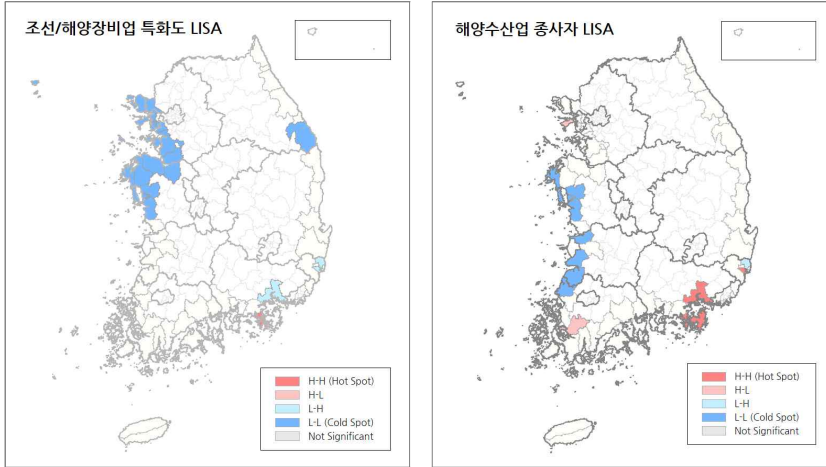 조선/해양장비업 특화도 LISA
H-H (Hot Spot)
H-L
L-H
L-L (Cold Spot)
Not Significant
해양수산업 종사자 LISA
H-H (Hot Spot)
H-L
L-H
L-L (Cold Spot)
Not Significant